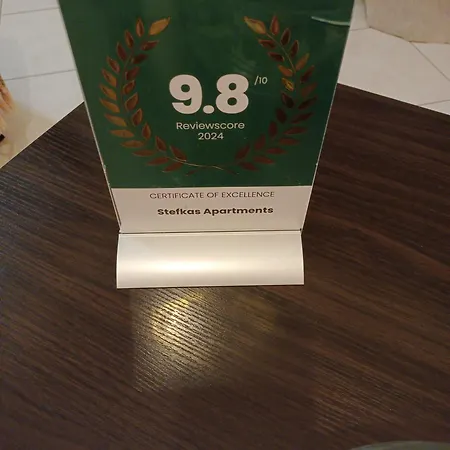 9.8 /10
Reviewscore
2024
CERTIFICATE OF EXCELLENCE
Stefkas Apartments